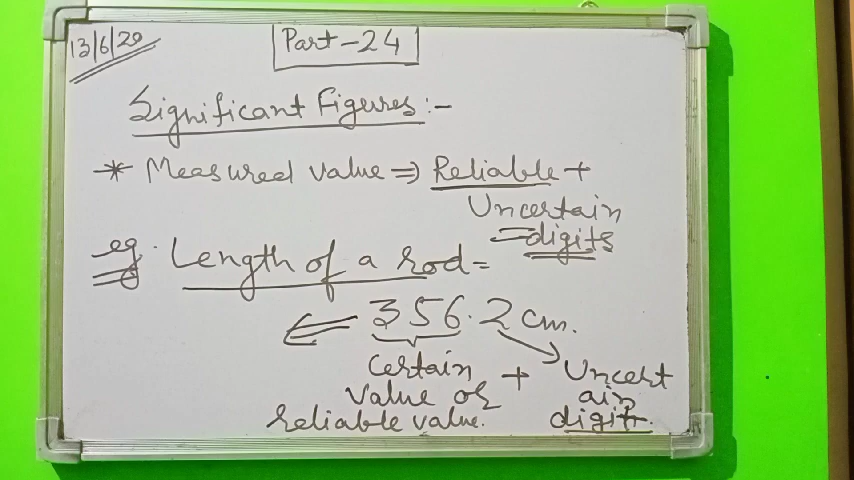 13/6/20
Part-24
Significant Figures:-
* Measured value ⇒ Reliable +
Uncertain
digits
eg. Length of a rod =
⇐ 356.2 cm.
Certain + Uncert
value or ain
reliable value. digit.